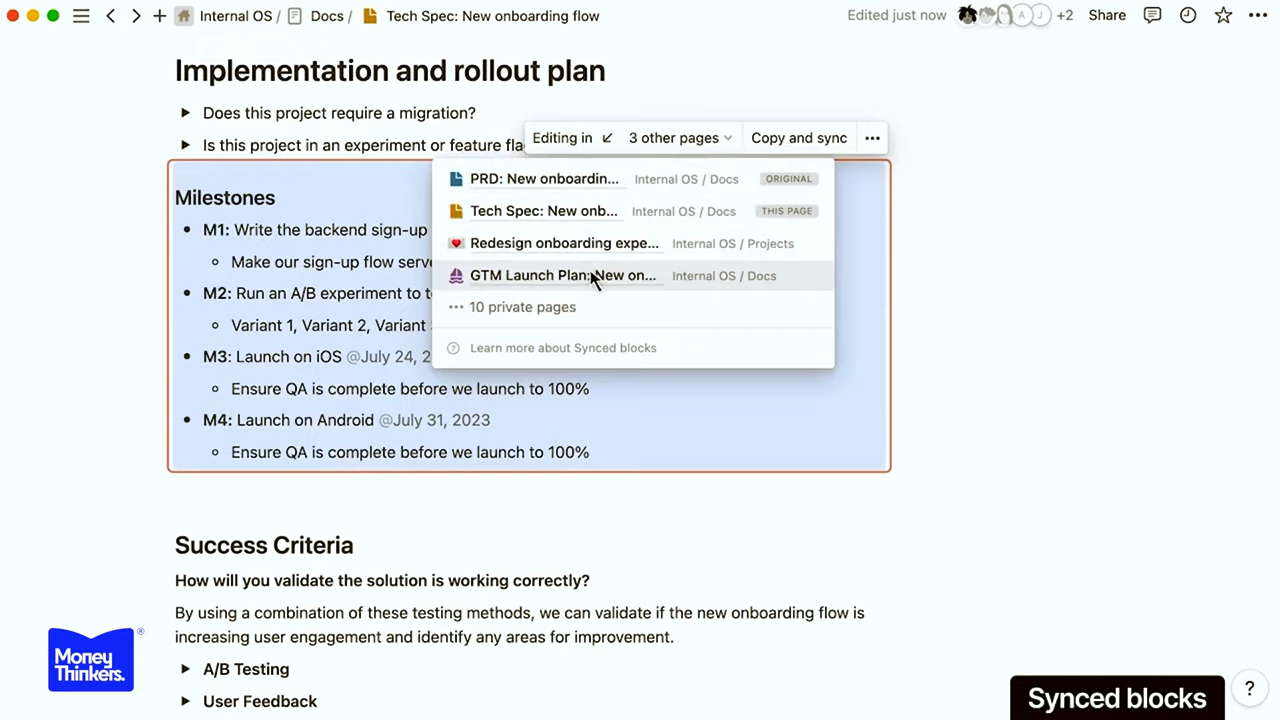 Internal OS / Docs / Tech Spec: New onboarding flow
Edited just now A J +2 Share
Implementation and rollout plan
Does this project require a migration?
Is this project in an experiment or feature fla
Editing in 3 other pages Copy and sync
PRD: New onboardin... Internal OS / Docs ORIGINAL
Tech Spec: New onb... Internal OS / Docs THIS PAGE
Redesign onboarding expe... Internal OS / Projects
GTM Launch Plan: New on... Internal OS / Docs
10 private pages
? Learn more about Synced blocks
Milestones
M1: Write the backend sign-up
Make our sign-up flow serve
M2: Run an A/B experiment to t
Variant 1, Variant 2, Variant
M3: Launch on iOS @July 24, 2
Ensure QA is complete before we launch to 100%
M4: Launch on Android @July 31, 2023
Ensure QA is complete before we launch to 100%
Success Criteria
How will you validate the solution is working correctly?
By using a combination of these testing methods, we can validate if the new onboarding flow is
increasing user engagement and identify any areas for improvement.
A/B Testing
User Feedback
Money
Thinkers.
®
Synced blocks
?